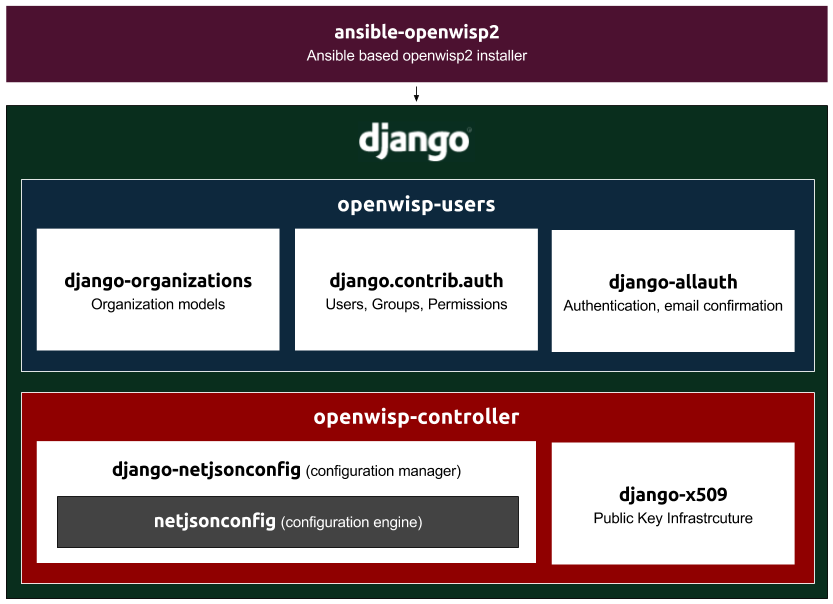 ansible-openwisp2
Ansible based openwisp2 installer
django
openwisp-users
django-organizations
Organization models
django.contrib.auth
Users, Groups, Permissions
django-allauth
Authentication, email confirmation
openwisp-controller
django-netjsonconfig (configuration manager)
netjsonconfig (configuration engine)
django-x509
Public Key Infrastrcuture